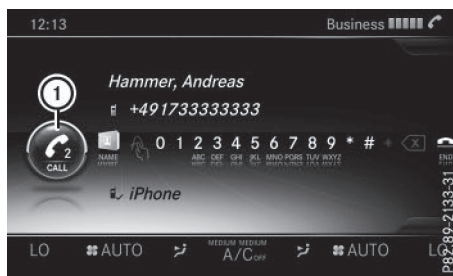 12:13 Business
1
Hammer, Andreas
+491733333333
2
CALL
NAME 0 1 2 3 4 5 6 7 8 9 * # + END
ABC DEF GHI JKL MNO PQRS TUV WXYZ
iPhone
LO AUTO MEDIUM MEDIUM AUTO LO
A/C OFF
P82.89-2133-31